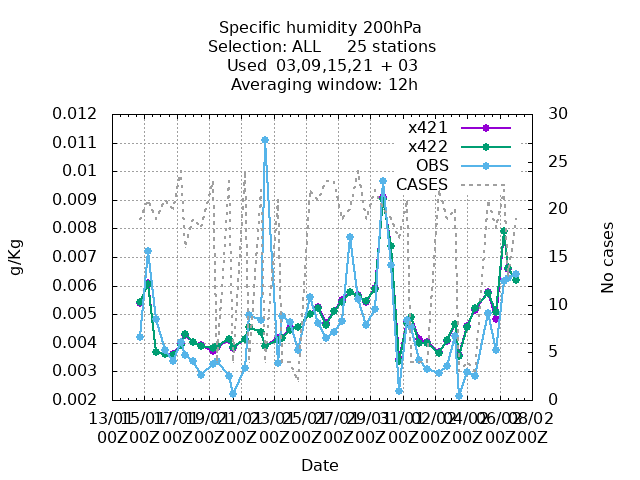 Specific humidity 200hPa
Selection: ALL 25 stations
Used 03,09,15,21 + 03
Averaging window: 12h
x421
x422
OBS
CASES
g/Kg
0.012
0.011
0.01
0.009
0.008
0.007
0.006
0.005
0.004
0.003
0.002
30
25
20
15
10
5
0
No cases
13/01 15/01 17/01 19/01 21/01 23/01 25/01 27/01 29/01 31/01 02/02 04/02 06/02 08/02
00Z 00Z 00Z 00Z 00Z 00Z 00Z 00Z 00Z 00Z 00Z 00Z 00Z 00Z
Date